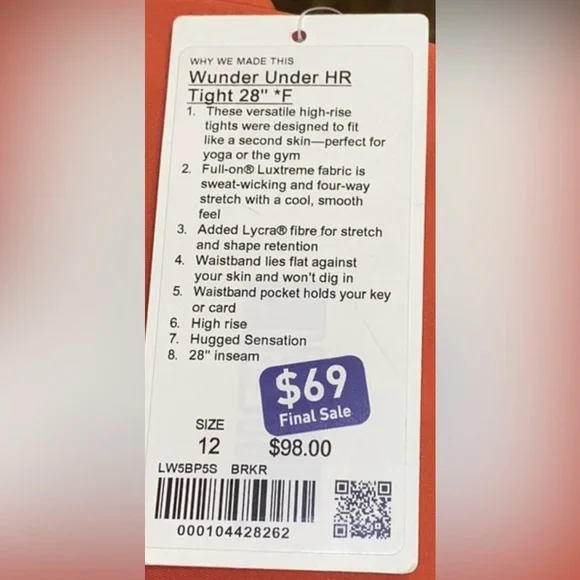 WHY WE MADE THIS
Wunder Under HR
Tight 28" *F
1. These versatile high-rise
tights were designed to fit
like a second skin—perfect for
yoga or the gym
2. Full-on® Luxtreme fabric is
sweat-wicking and four-way
stretch with a cool, smooth
feel
3. Added Lycra® fibre for stretch
and shape retention
4. Waistband lies flat against
your skin and won't dig in
5. Waistband pocket holds your key
or card
6. High rise
7. Hugged Sensation
8. 28" inseam
$69
Final Sale
SIZE
12 $98.00
LW5BP5S BRKR
000104428262